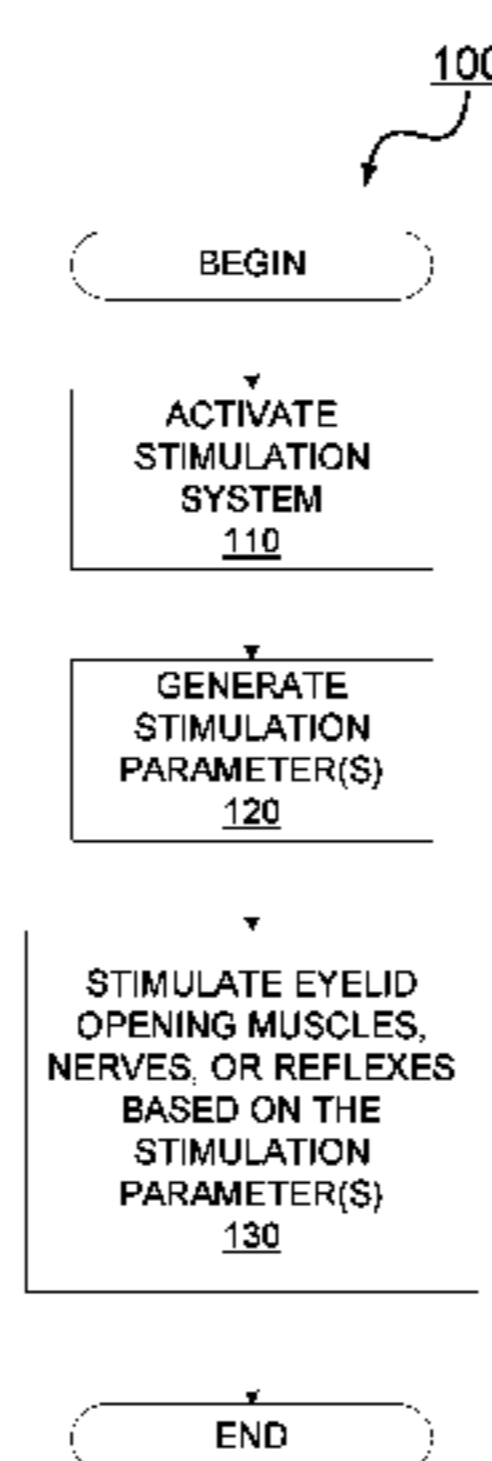 100
BEGIN
ACTIVATE
STIMULATION
SYSTEM
110
GENERATE
STIMULATION
PARAMETER(S)
120
STIMULATE EYELID
OPENING MUSCLES,
NERVES, OR REFLEXES
BASED ON THE
STIMULATION
PARAMETER(S)
130
END